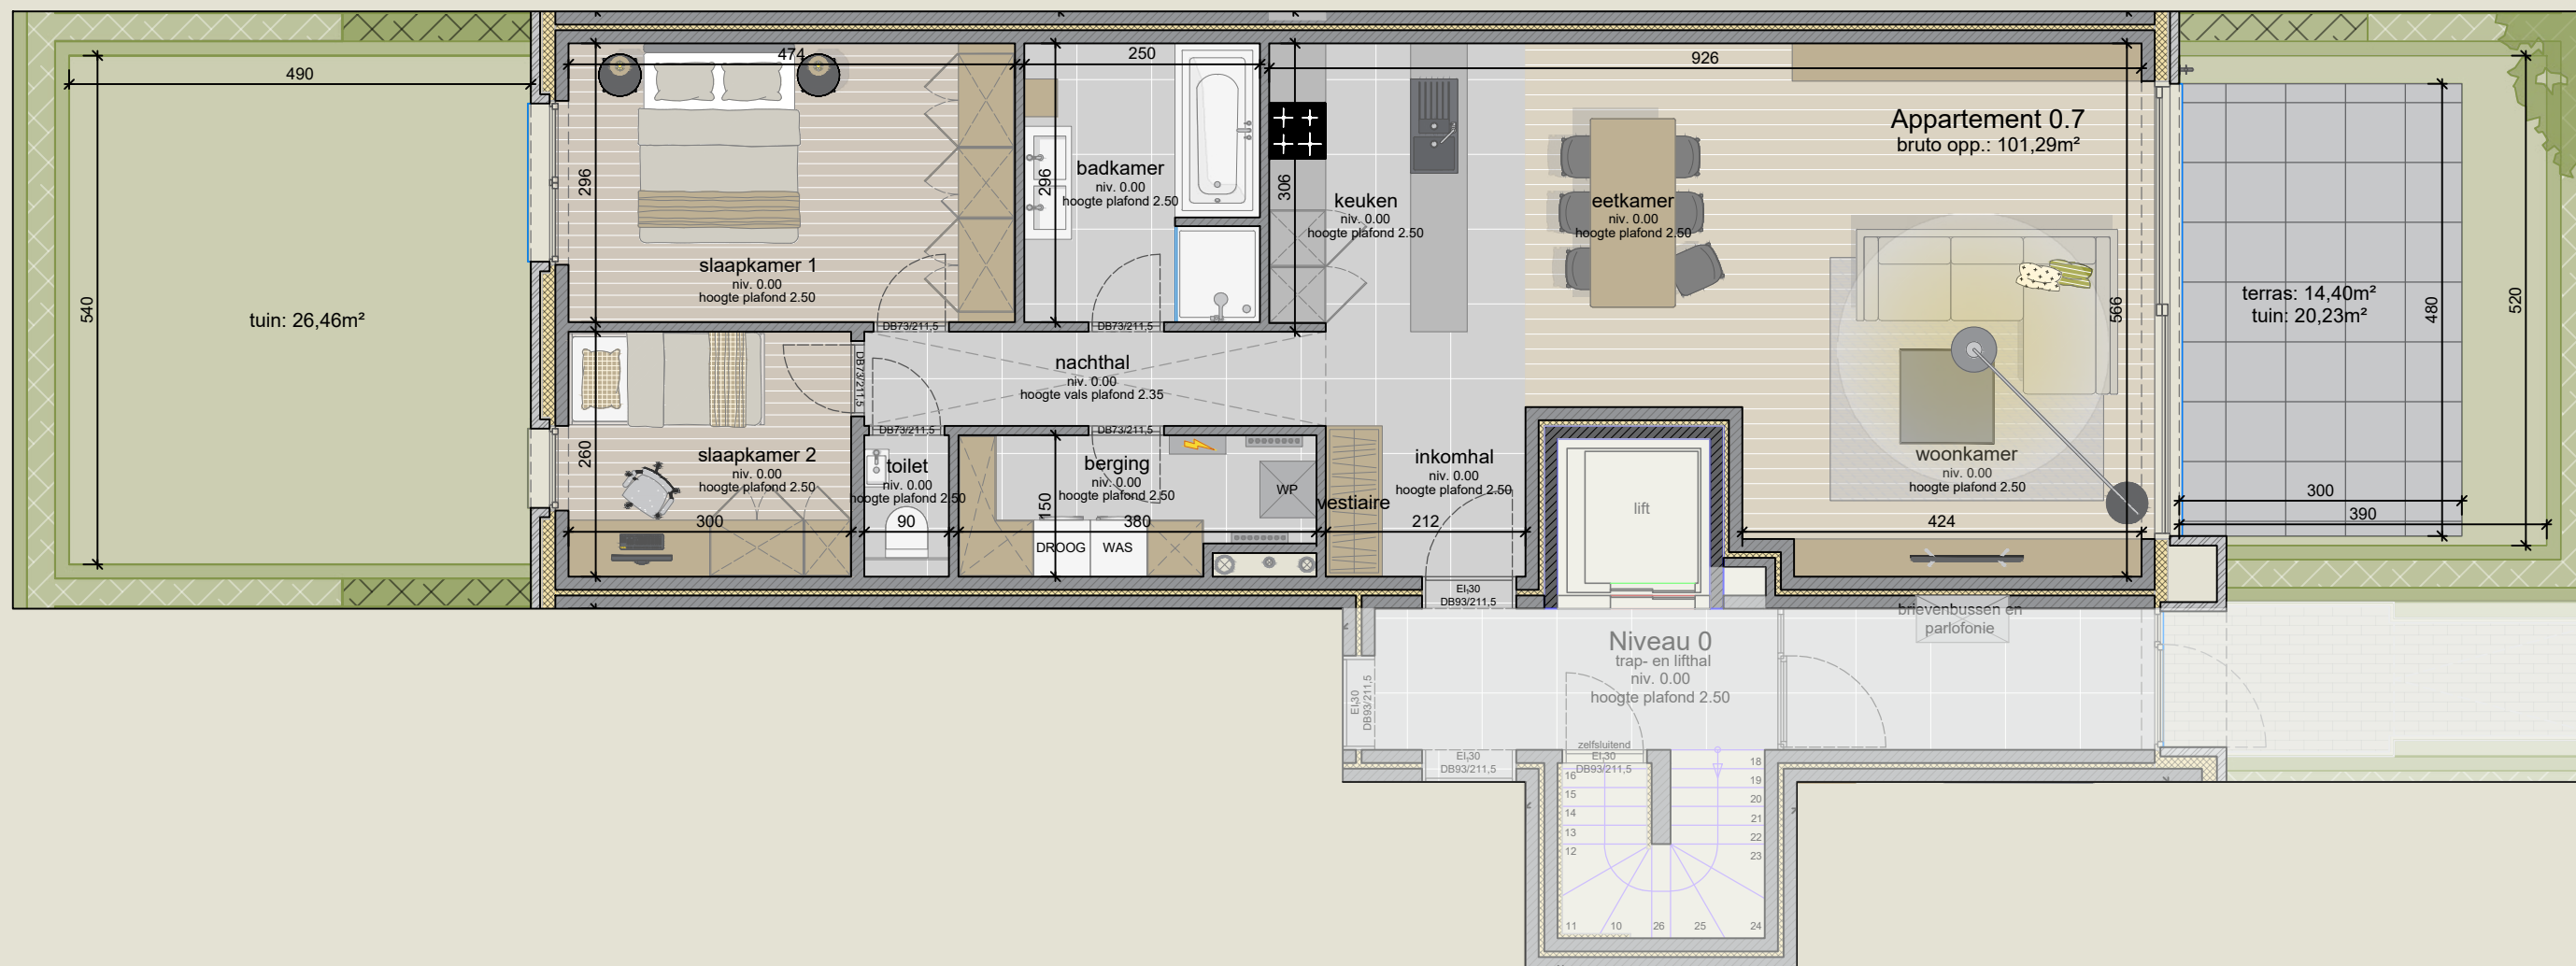 490
540
tuin: 26,46m²
474
296
slaapkamer 1
niv. 0.00
hoogte plafond 2.50
DB73/211,5
250
296
badkamer
niv. 0.00
hoogte plafond 2.50
DB73/211,5
926
306
keuken
niv. 0.00
hoogte plafond 2.50
eetkamer
niv. 0.00
hoogte plafond 2.50
Appartement 0.7
bruto opp.: 101,29m²
566
terras: 14,40m²
tuin: 20,23m²
480
520
300
390
nachthal
niv. 0.00
hoogte vals plafond 2.35
DB73/211,5
DB73/211,5
DB73/211,5
260
slaapkamer 2
niv. 0.00
hoogte plafond 2.50
300
toilet
niv. 0.00
hoogte plafond 2.50
90
berging
niv. 0.00
hoogte plafond 2.50
150
380
WP
DROOG
WAS
vestiaire
inkomhal
niv. 0.00
hoogte plafond 2.50
212
lift
woonkamer
niv. 0.00
hoogte plafond 2.50
424
EI,30
DB93/211,5
brievenbussen en
parlofonie
Niveau 0
trap- en lifthal
niv. 0.00
hoogte plafond 2.50
EI,30
DB93/211,5
EI,30
DB93/211,5
zelfsluitend
EI,30
DB93/211,5
16
15
14
13
12
11
10
26
25
24
18
19
20
21
22
23